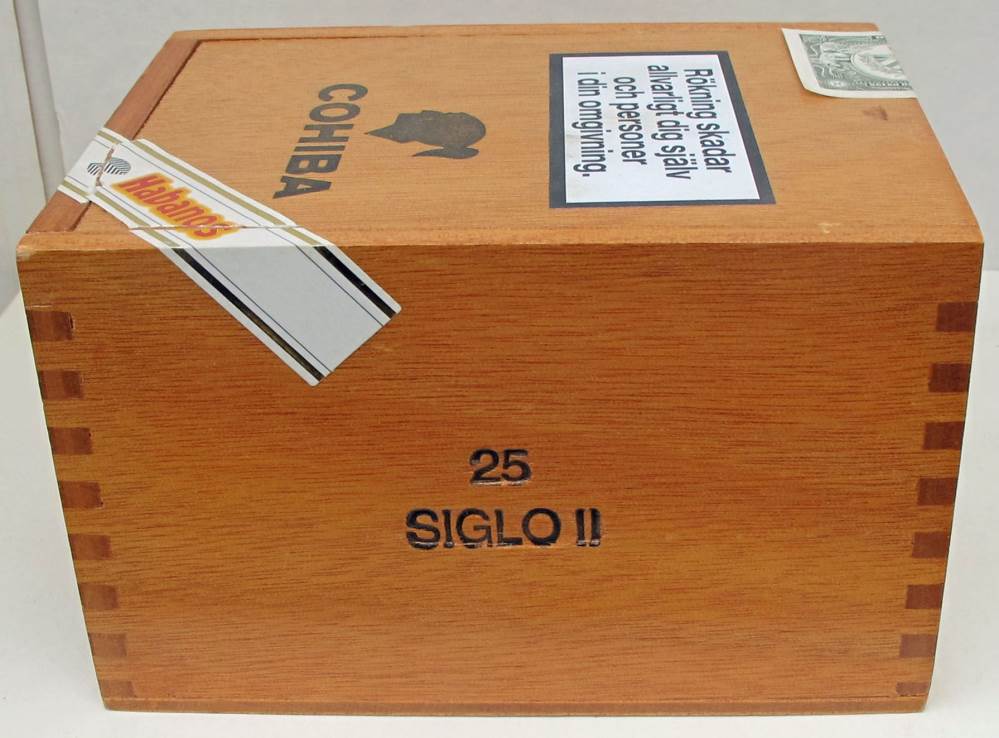 COHIBA
Rökning skadar
allvarligt dig själv
och personer
i din omgivning.
Habanos
25
SIGLO II